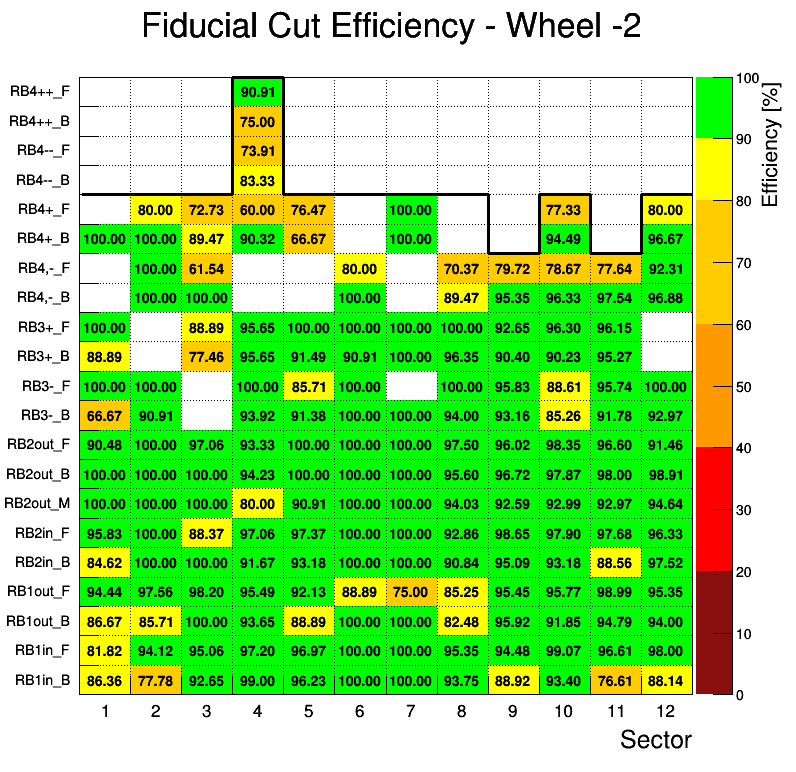 Fiducial Cut Efficiency - Wheel -2
RB4++_F 90.91
RB4++_B 75.00
RB4--_F 73.91
RB4--_B 83.33
RB4+_F 80.00 72.73 60.00 76.47 100.00 77.33 80.00
RB4+_B 100.00 100.00 89.47 90.32 66.67 100.00 94.49 96.67
RB4,-_F 100.00 61.54 80.00 70.37 79.72 78.67 77.64 92.31
RB4,-_B 100.00 100.00 100.00 89.47 95.35 96.33 97.54 96.88
RB3+_F 100.00 88.89 95.65 100.00 100.00 100.00 100.00 92.65 96.30 96.15
RB3+_B 88.89 77.46 95.65 91.49 90.91 100.00 96.35 90.40 90.23 95.27
RB3-_F 100.00 100.00 100.00 85.71 100.00 100.00 95.83 88.61 95.74 100.00
RB3-_B 66.67 90.91 93.92 91.38 100.00 100.00 94.00 93.16 85.26 91.78 92.97
RB2out_F 90.48 100.00 97.06 93.33 100.00 100.00 100.00 97.50 96.02 98.35 96.60 91.46
RB2out_B 100.00 100.00 100.00 94.23 100.00 100.00 100.00 95.60 96.72 97.87 98.00 98.91
RB2out_M 100.00 100.00 100.00 80.00 90.91 100.00 100.00 94.03 92.59 92.99 92.97 94.64
RB2in_F 95.83 100.00 88.37 97.06 97.37 100.00 100.00 92.86 98.65 97.90 97.68 96.33
RB2in_B 84.62 100.00 100.00 91.67 93.18 100.00 100.00 90.84 95.09 93.18 88.56 97.52
RB1out_F 94.44 97.56 98.20 95.49 92.13 88.89 75.00 85.25 95.45 95.77 98.99 95.35
RB1out_B 86.67 85.71 100.00 93.65 88.89 100.00 100.00 82.48 95.92 91.85 94.79 94.00
RB1in_F 81.82 94.12 95.06 97.20 96.97 100.00 100.00 95.35 94.48 99.07 96.61 98.00
RB1in_B 86.36 77.78 92.65 99.00 96.23 100.00 100.00 93.75 88.92 93.40 76.61 88.14
1 2 3 4 5 6 7 8 9 10 11 12
Sector
100
90
80
70
60
50
40
30
20
10
0
Efficiency [%]